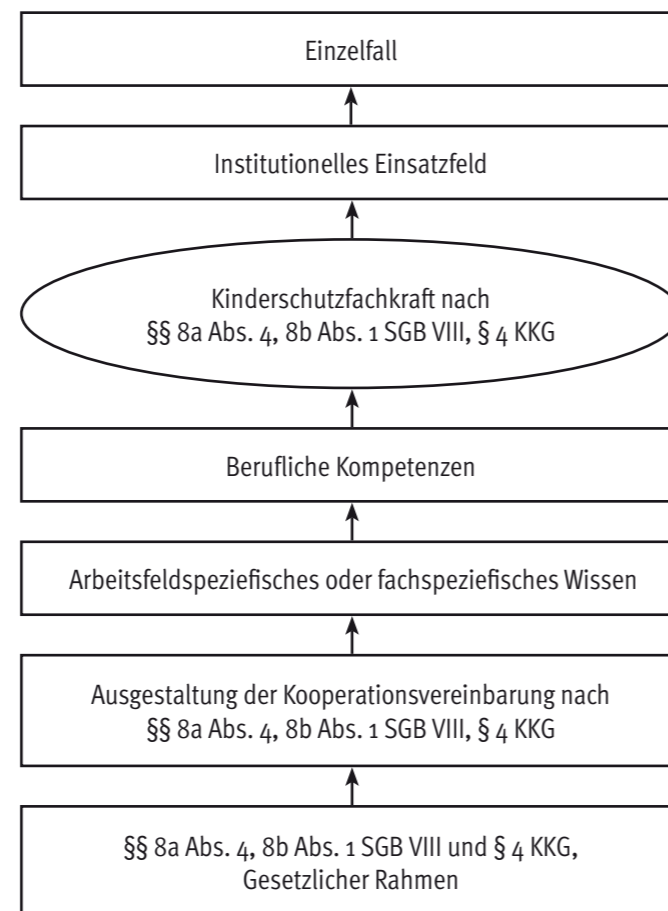 Einzelfall
Institutionelles Einsatzfeld
Kinderschutzfachkraft nach
§§ 8a Abs. 4, 8b Abs. 1 SGB VIII, § 4 KKG
Berufliche Kompetenzen
Arbeitsfeldspeziefisches oder fachspeziefisches Wissen
Ausgestaltung der Kooperationsvereinbarung nach
§§ 8a Abs. 4, 8b Abs. 1 SGB VIII, § 4 KKG
§§ 8a Abs. 4, 8b Abs. 1 SGB VIII und § 4 KKG,
Gesetzlicher Rahmen